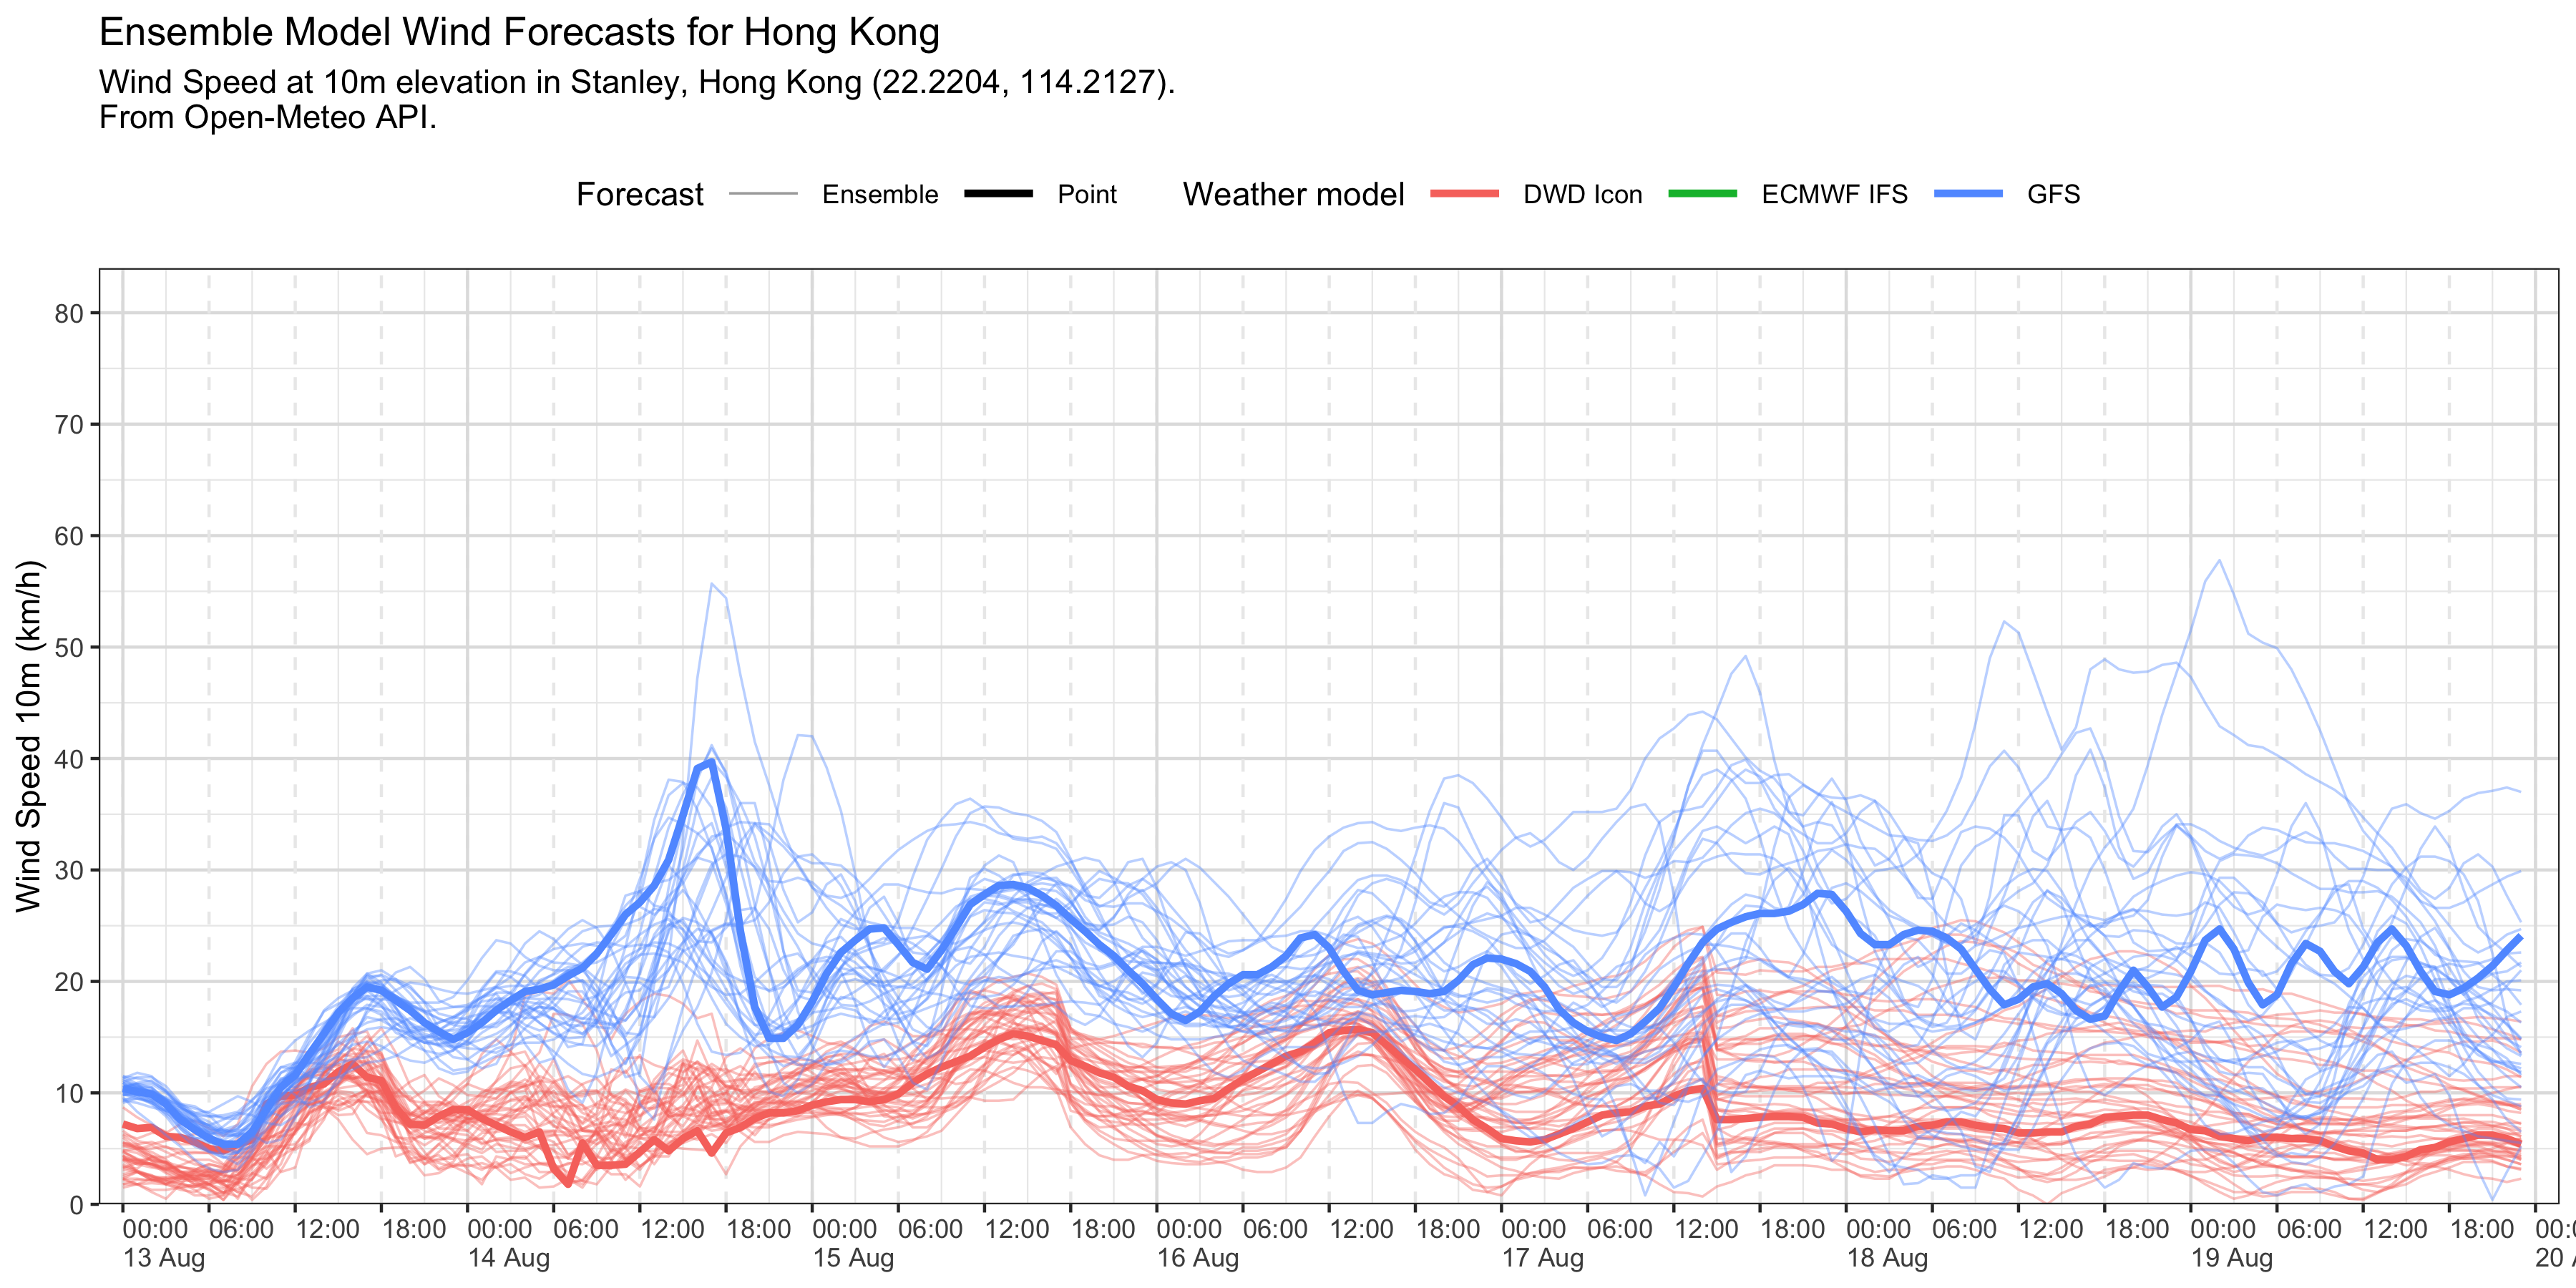 Ensemble Model Wind Forecasts for Hong Kong
Wind Speed at 10m elevation in Stanley, Hong Kong (22.2204, 114.2127).
From Open-Meteo API.
Forecast Ensemble Point Weather model DWD Icon ECMWF IFS GFS
Wind Speed 10m (km/h)
80
70
60
50
40
30
20
10
0
00:00 06:00 12:00 18:00 00:00 06:00 12:00 18:00 00:00 06:00 12:00 18:00 00:00 06:00 12:00 18:00 00:00 06:00 12:00 18:00 00:00 06:00 12:00 18:00 00:00 06:00 12:00 18:00 00:0
13 Aug 14 Aug 15 Aug 16 Aug 17 Aug 18 Aug 19 Aug 20